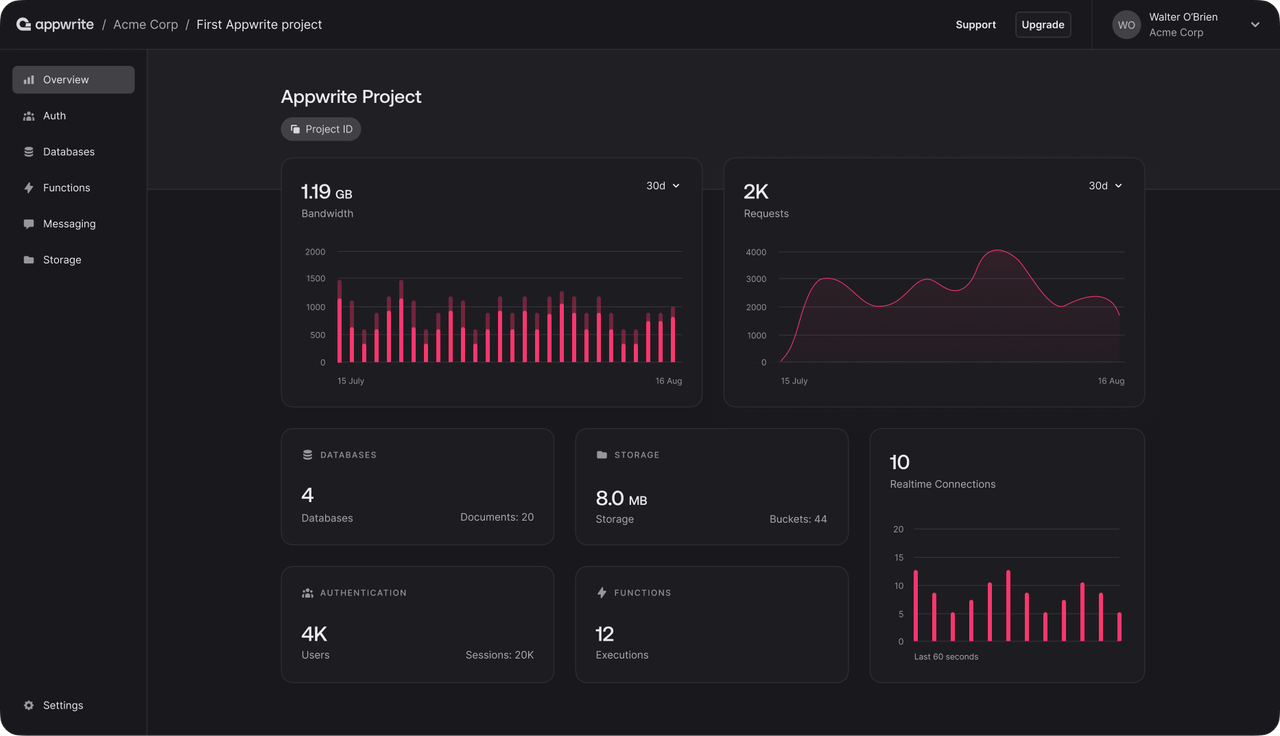 appwrite / Acme Corp / First Appwrite project
Support
Upgrade
WO
Walter O'Brien
Acme Corp
Overview
Auth
Databases
Functions
Messaging
Storage
Settings
Appwrite Project
Project ID
1.19 GB
30d
Bandwidth
2000
1500
1000
500
0
15 July
16 Aug
2K
30d
Requests
4000
3000
2000
1000
0
15 July
16 Aug
DATABASES
4
Databases
Documents: 20
STORAGE
8.0 MB
Storage
Buckets: 44
10
Realtime Connections
20
15
10
5
0
Last 60 seconds
AUTHENTICATION
4K
Users
Sessions: 20K
FUNCTIONS
12
Executions